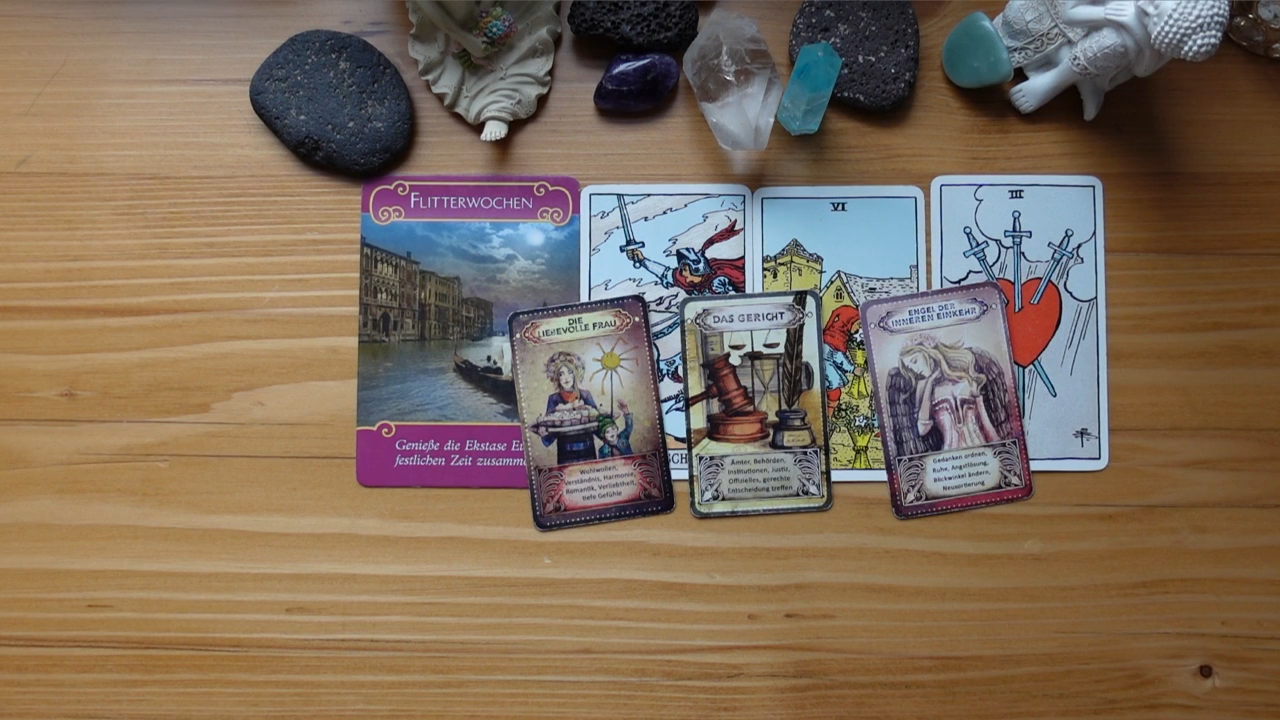 FLITTERWOCHEN
Genieße die Ekstase
festlichen Zeit
VI
III
DIE
LIEBEVOLLE FRAU
Wohlwollen,
Verständnis, Harmonie,
Romantik, Verliebtheit,
tiefe Gefühle
DAS GERICHT
Ämter, Behörden,
Institutionen, Justiz,
Offizielles, gerechte
Entscheidung treffen
ENGEL DER
INNEREN EINKEHR
Gedanken ordnen,
Ruhe, Angstlösung,
Blickwinkel ändern,
Neusortierung